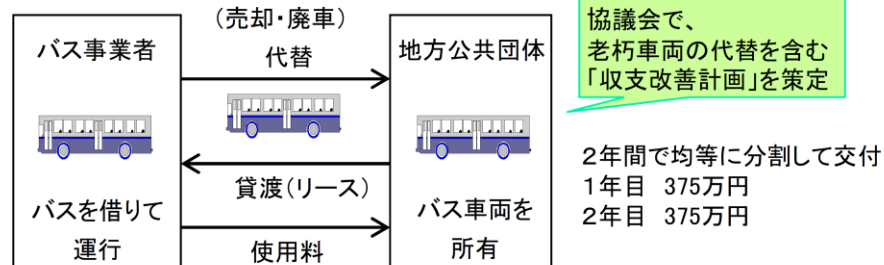 (売却・廃車)
代替
バス事業者
地方公共団体
協議会で、
老朽車両の代替を含む
「収支改善計画」を策定
貸渡(リース)
バスを借りて
運行
使用料
バス車両を
所有
2年間で均等に分割して交付
1年目 375万円
2年目 375万円